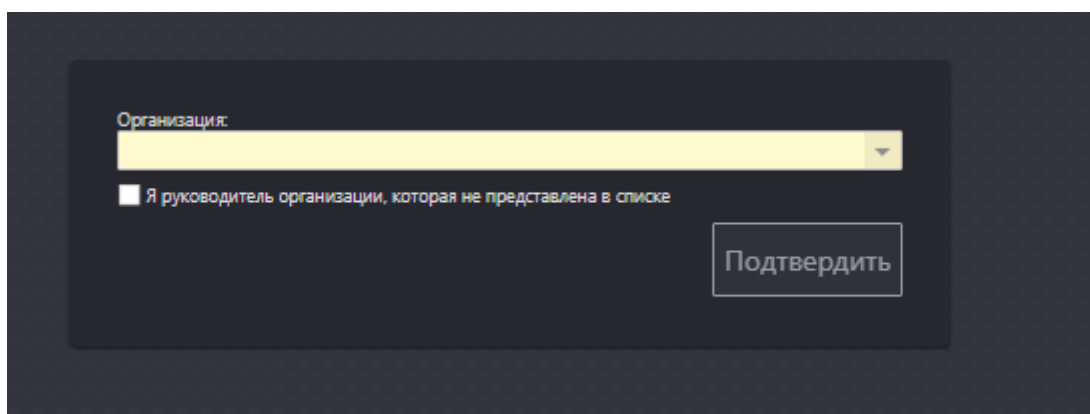 Организация:
Я руководитель организации, которая не представлена в списке
Подтвердить